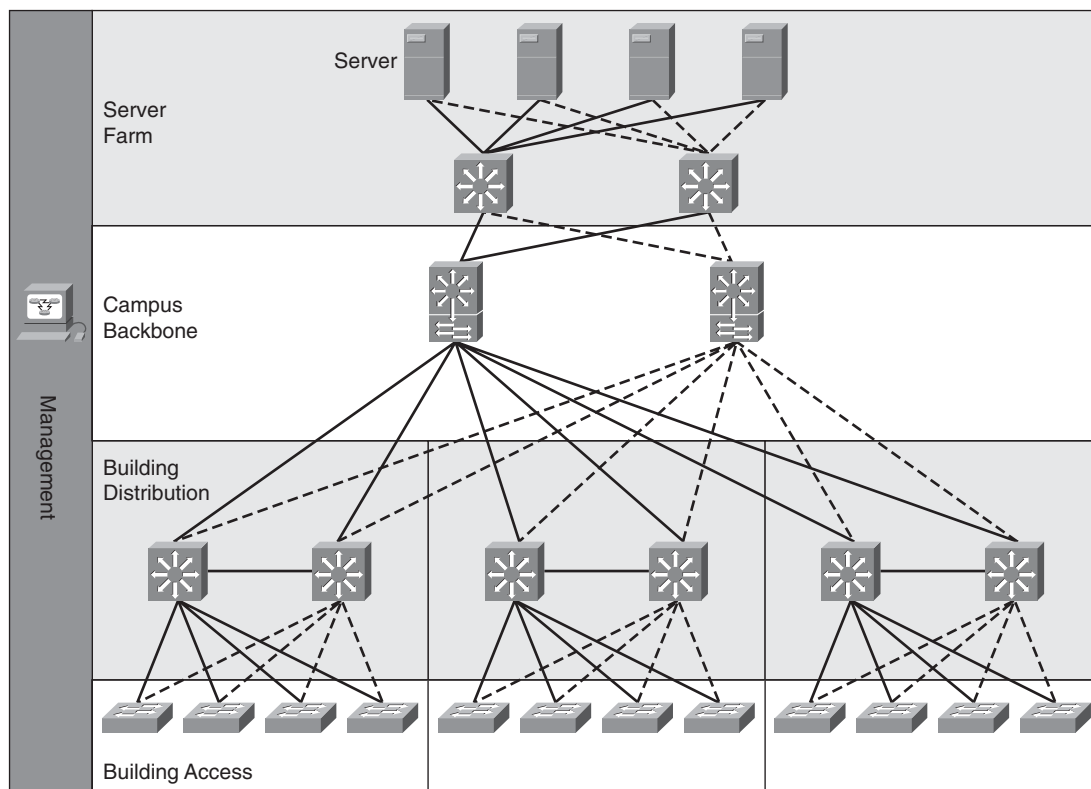 Server
Server
Farm
Campus
Backbone
Management
Building
Distribution
Building Access